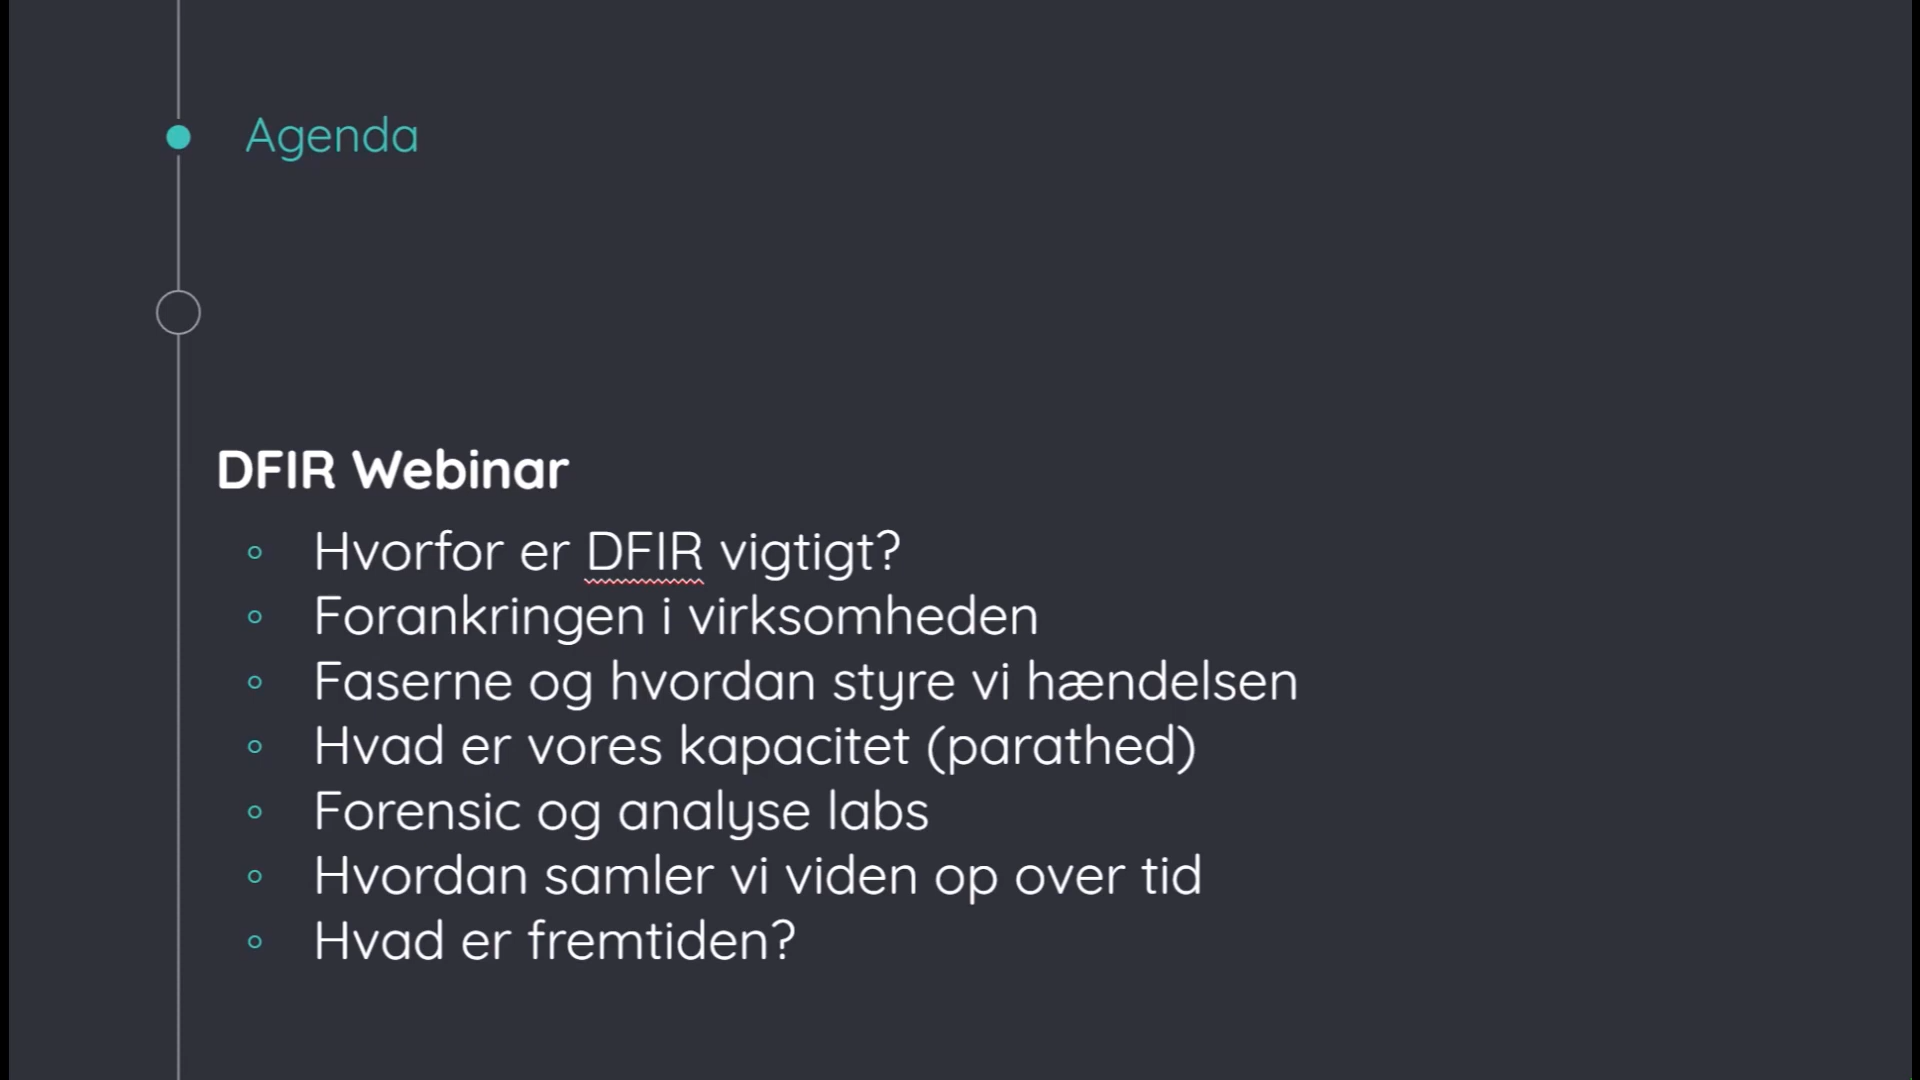 Agenda
DFIR Webinar
Hvorfor er DFIR vigtigt?
Forankringen i virksomheden
Faserne og hvordan styre vi hændelsen
Hvad er vores kapacitet (parathed)
Forensic og analyse labs
Hvordan samler vi viden op over tid
Hvad er fremtiden?